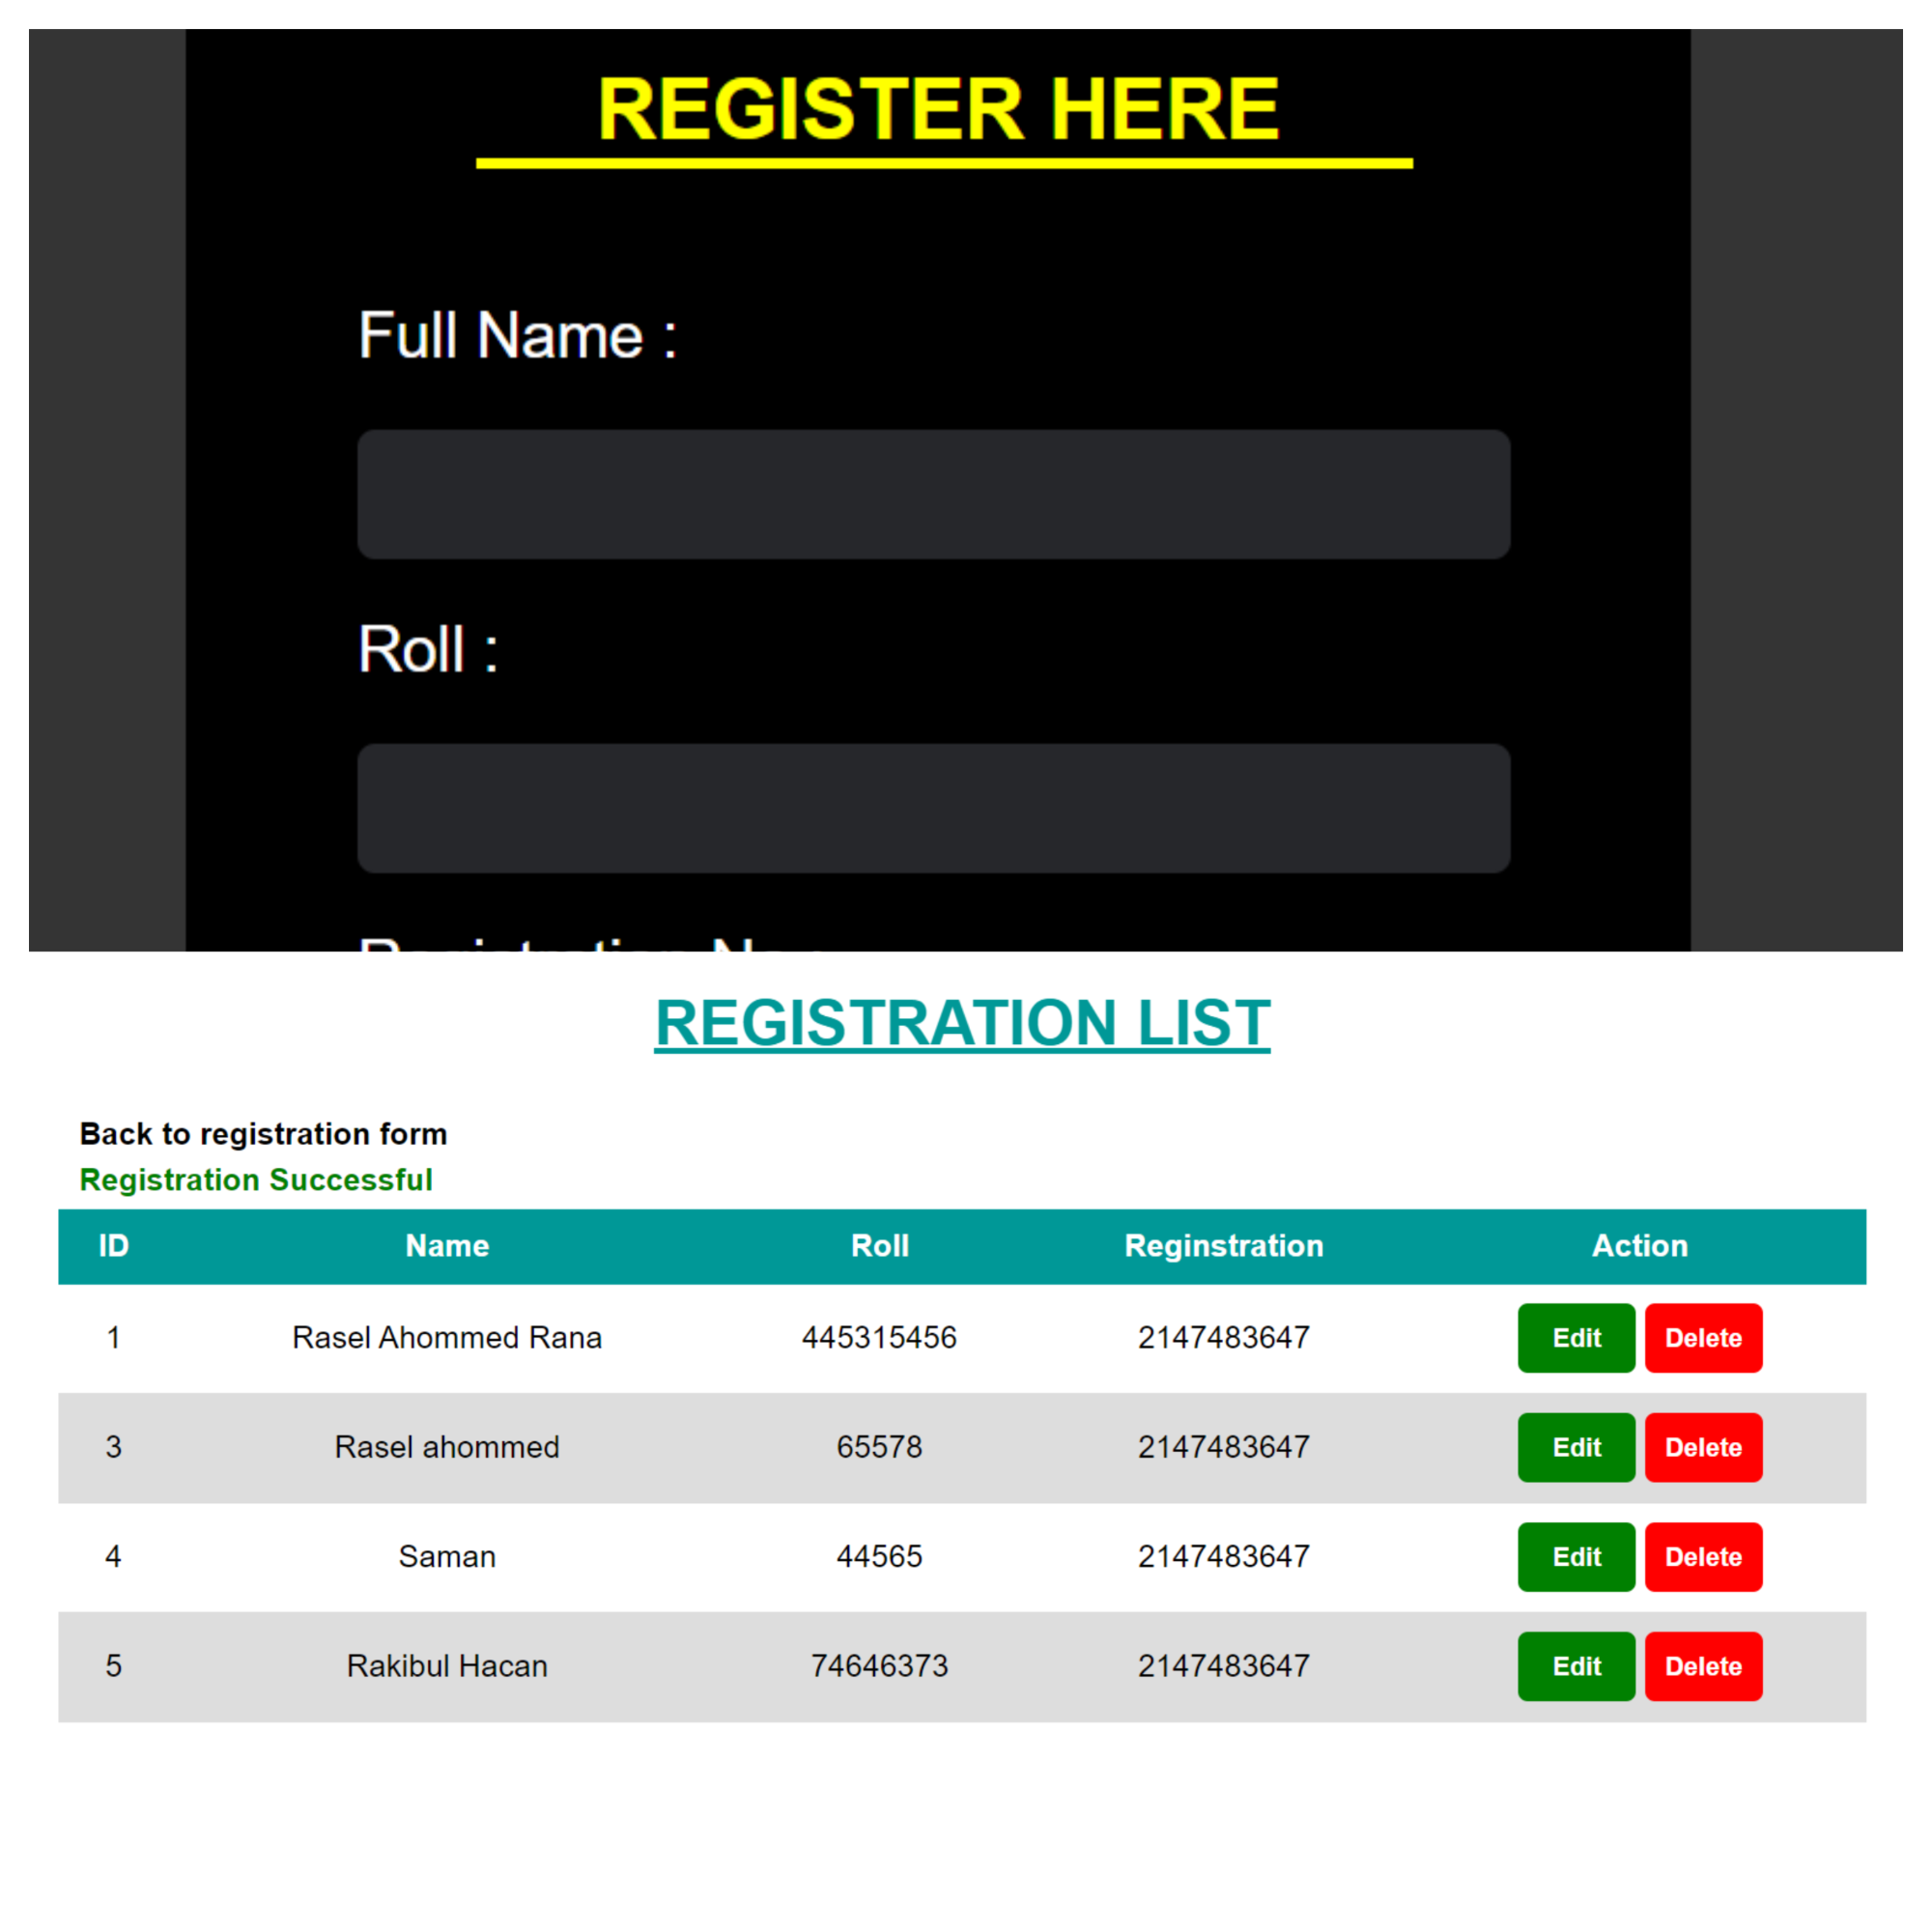 REGISTER HERE
Full Name :
Roll :
REGISTRATION LIST
Back to registration form
Registration Successful
ID Name Roll Reginstration Action
1 Rasel Ahommed Rana 445315456 2147483647 Edit Delete
3 Rasel ahommed 65578 2147483647 Edit Delete
4 Saman 44565 2147483647 Edit Delete
5 Rakibul Hacan 74646373 2147483647 Edit Delete